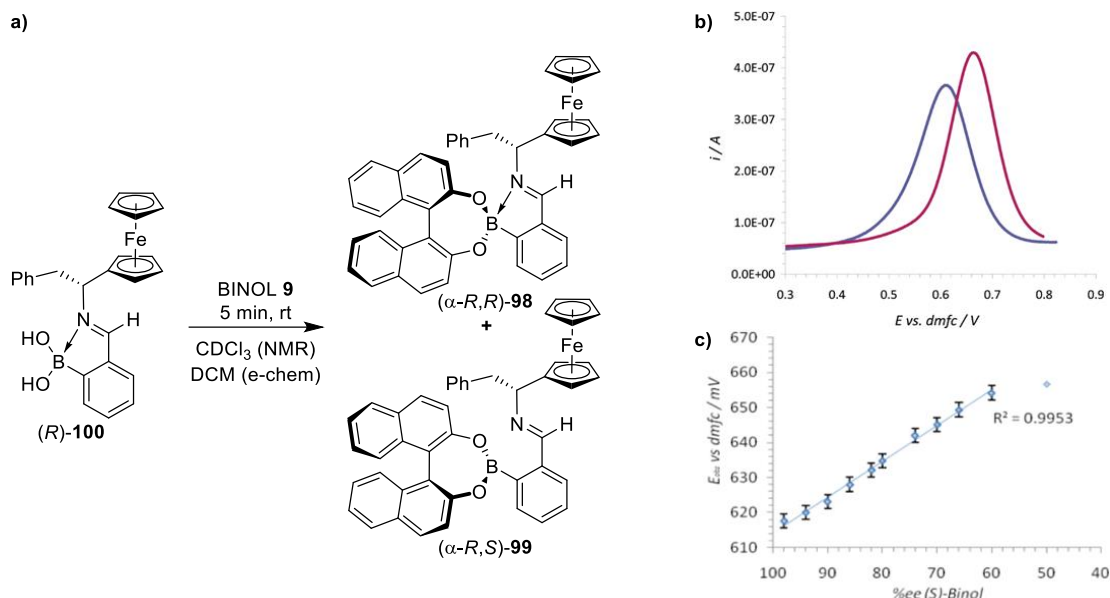 a)
Fe
Ph
N
H
HO
B
HO
(R)-100
BINOL 9
5 min, rt
CDCl3 (NMR)
DCM (e-chem)
Fe
Ph
N
H
O
B
O
(α-R,R)-98
+
Fe
Ph
N
H
O
B
O
(α-R,S)-99
b)
5.0E-07
4.0E-07
3.0E-07
2.0E-07
1.0E-07
0.0E+00
i / A
0.3 0.4 0.5 0.6 0.7 0.8 0.9
E vs. dmfc / V
c)
670
660
650
640
630
620
610
vs dmfc / mV
R² = 0.9953
100 90 80 70 60 50 40
%ee (S)-Binol